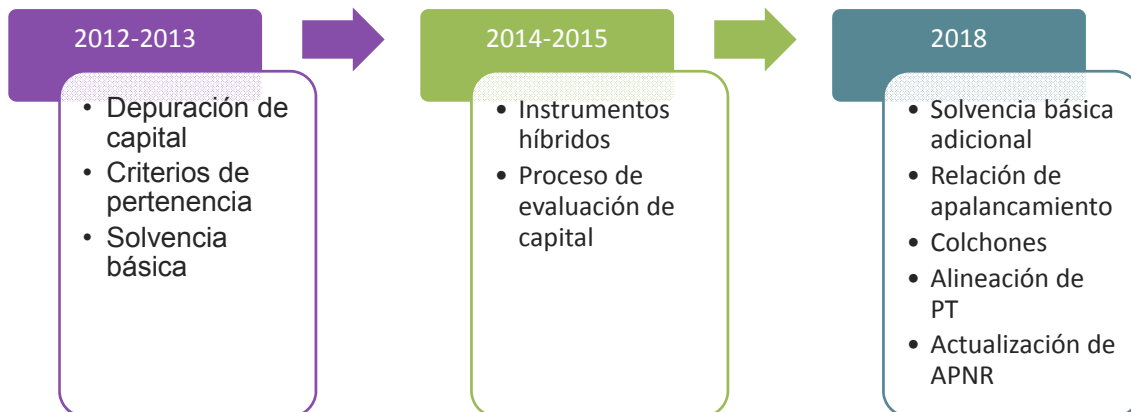 2012-2013
• Depuración de
capital
• Criterios de
pertenencia
• Solvencia
básica
2014-2015
• Instrumentos
híbridos
• Proceso de
evaluación de
capital
2018
• Solvencia básica
adicional
• Relación de
apalancamiento
• Colchones
• Alineación de
PT
• Actualización de
APNR